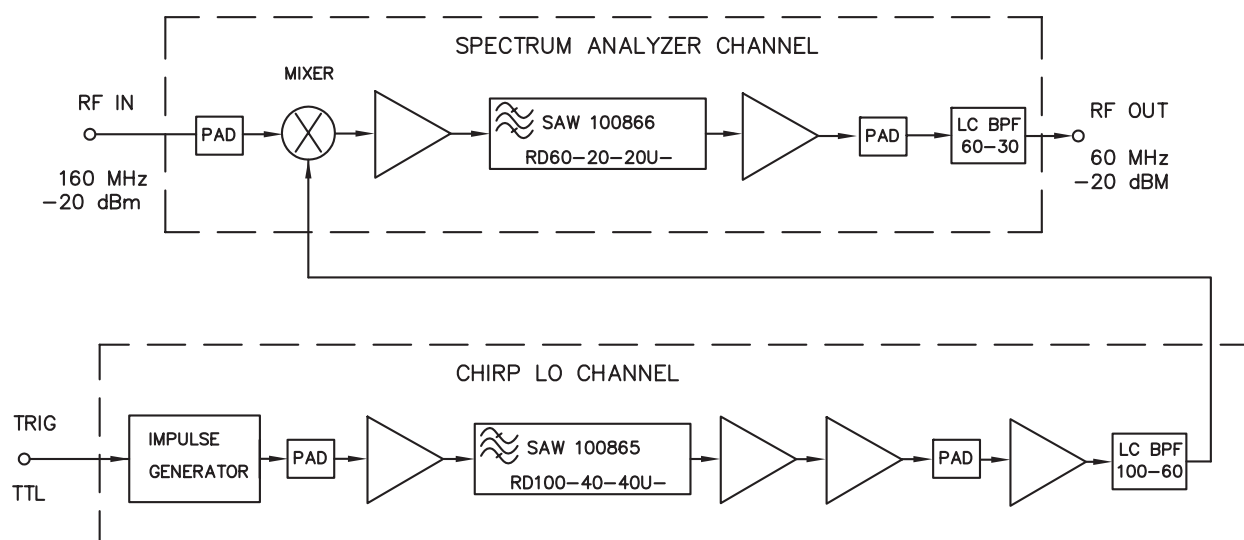 SPECTRUM ANALYZER CHANNEL
MIXER
RF IN
PAD
SAW 100866
RD60-20-20U-
PAD
LC BPF
60-30
RF OUT
160 MHz
-20 dBm
60 MHz
-20 dBM
CHIRP LO CHANNEL
TRIG
TTL
IMPULSE
GENERATOR
PAD
SAW 100865
RD100-40-40U-
PAD
LC BPF
100-60